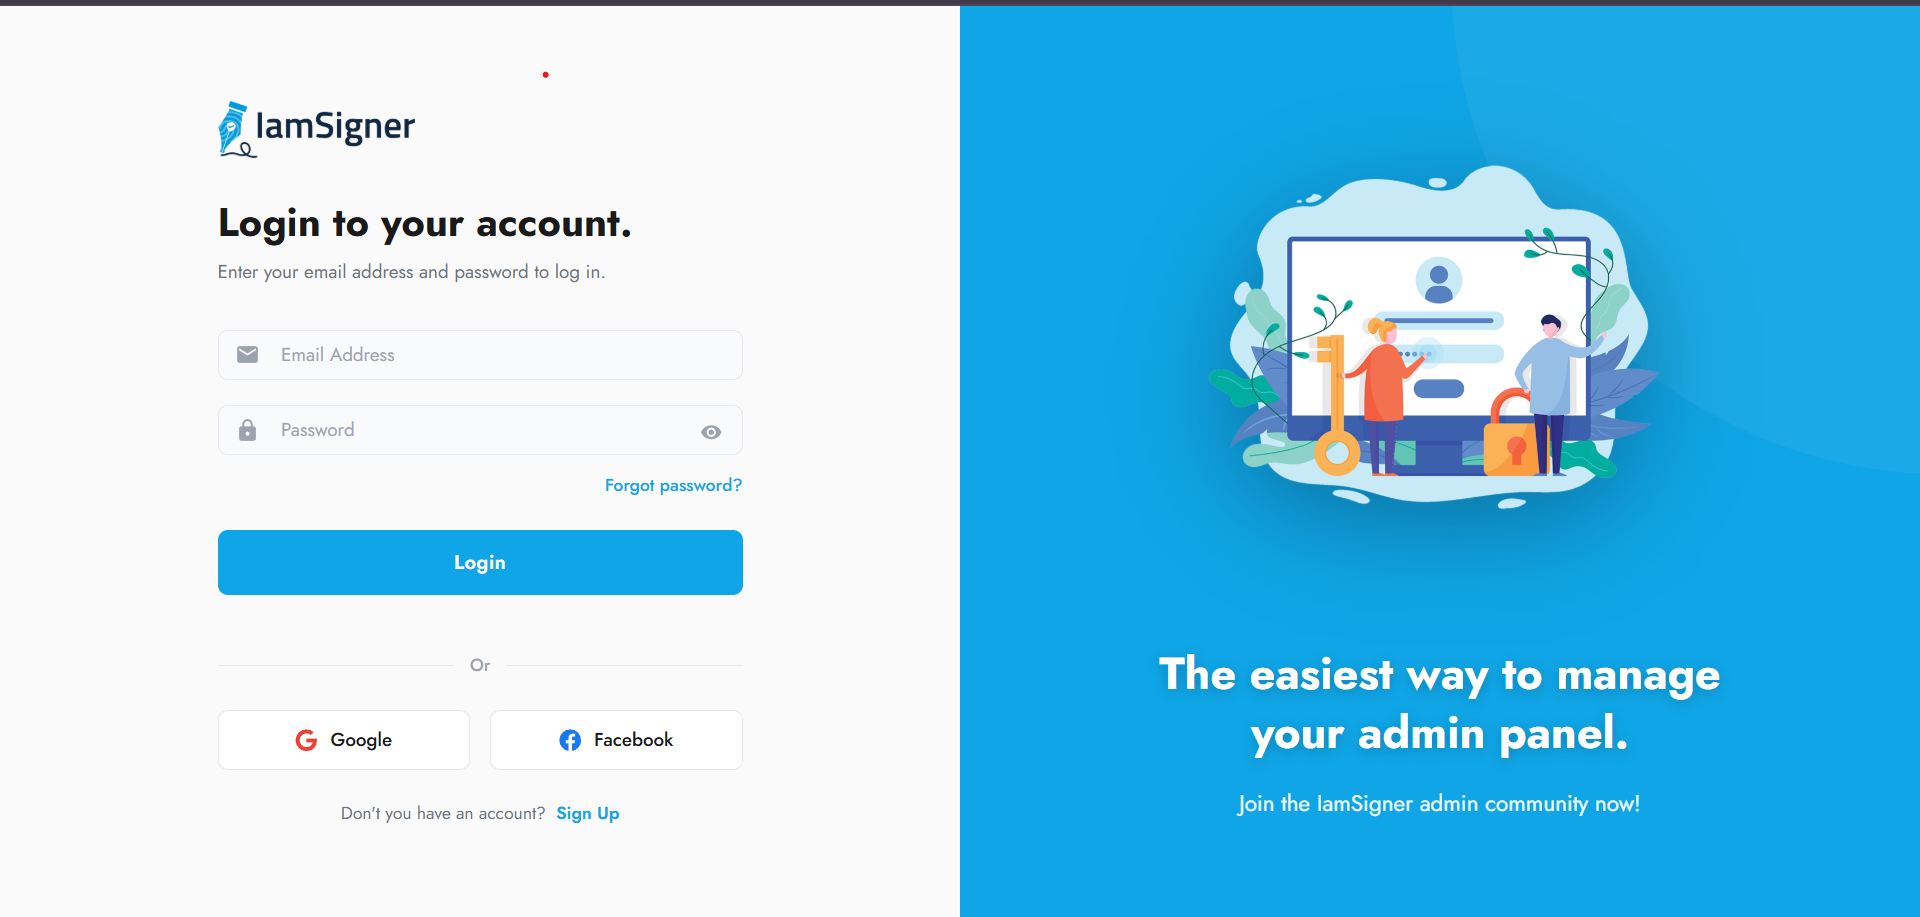 IamSigner
Login to your account.
Enter your email address and password to log in.
Email Address
Password
Forgot password?
Login
Or
Google
Facebook
Don't you have an account? Sign Up
The easiest way to manage
your admin panel.
Join the IamSigner admin community now!